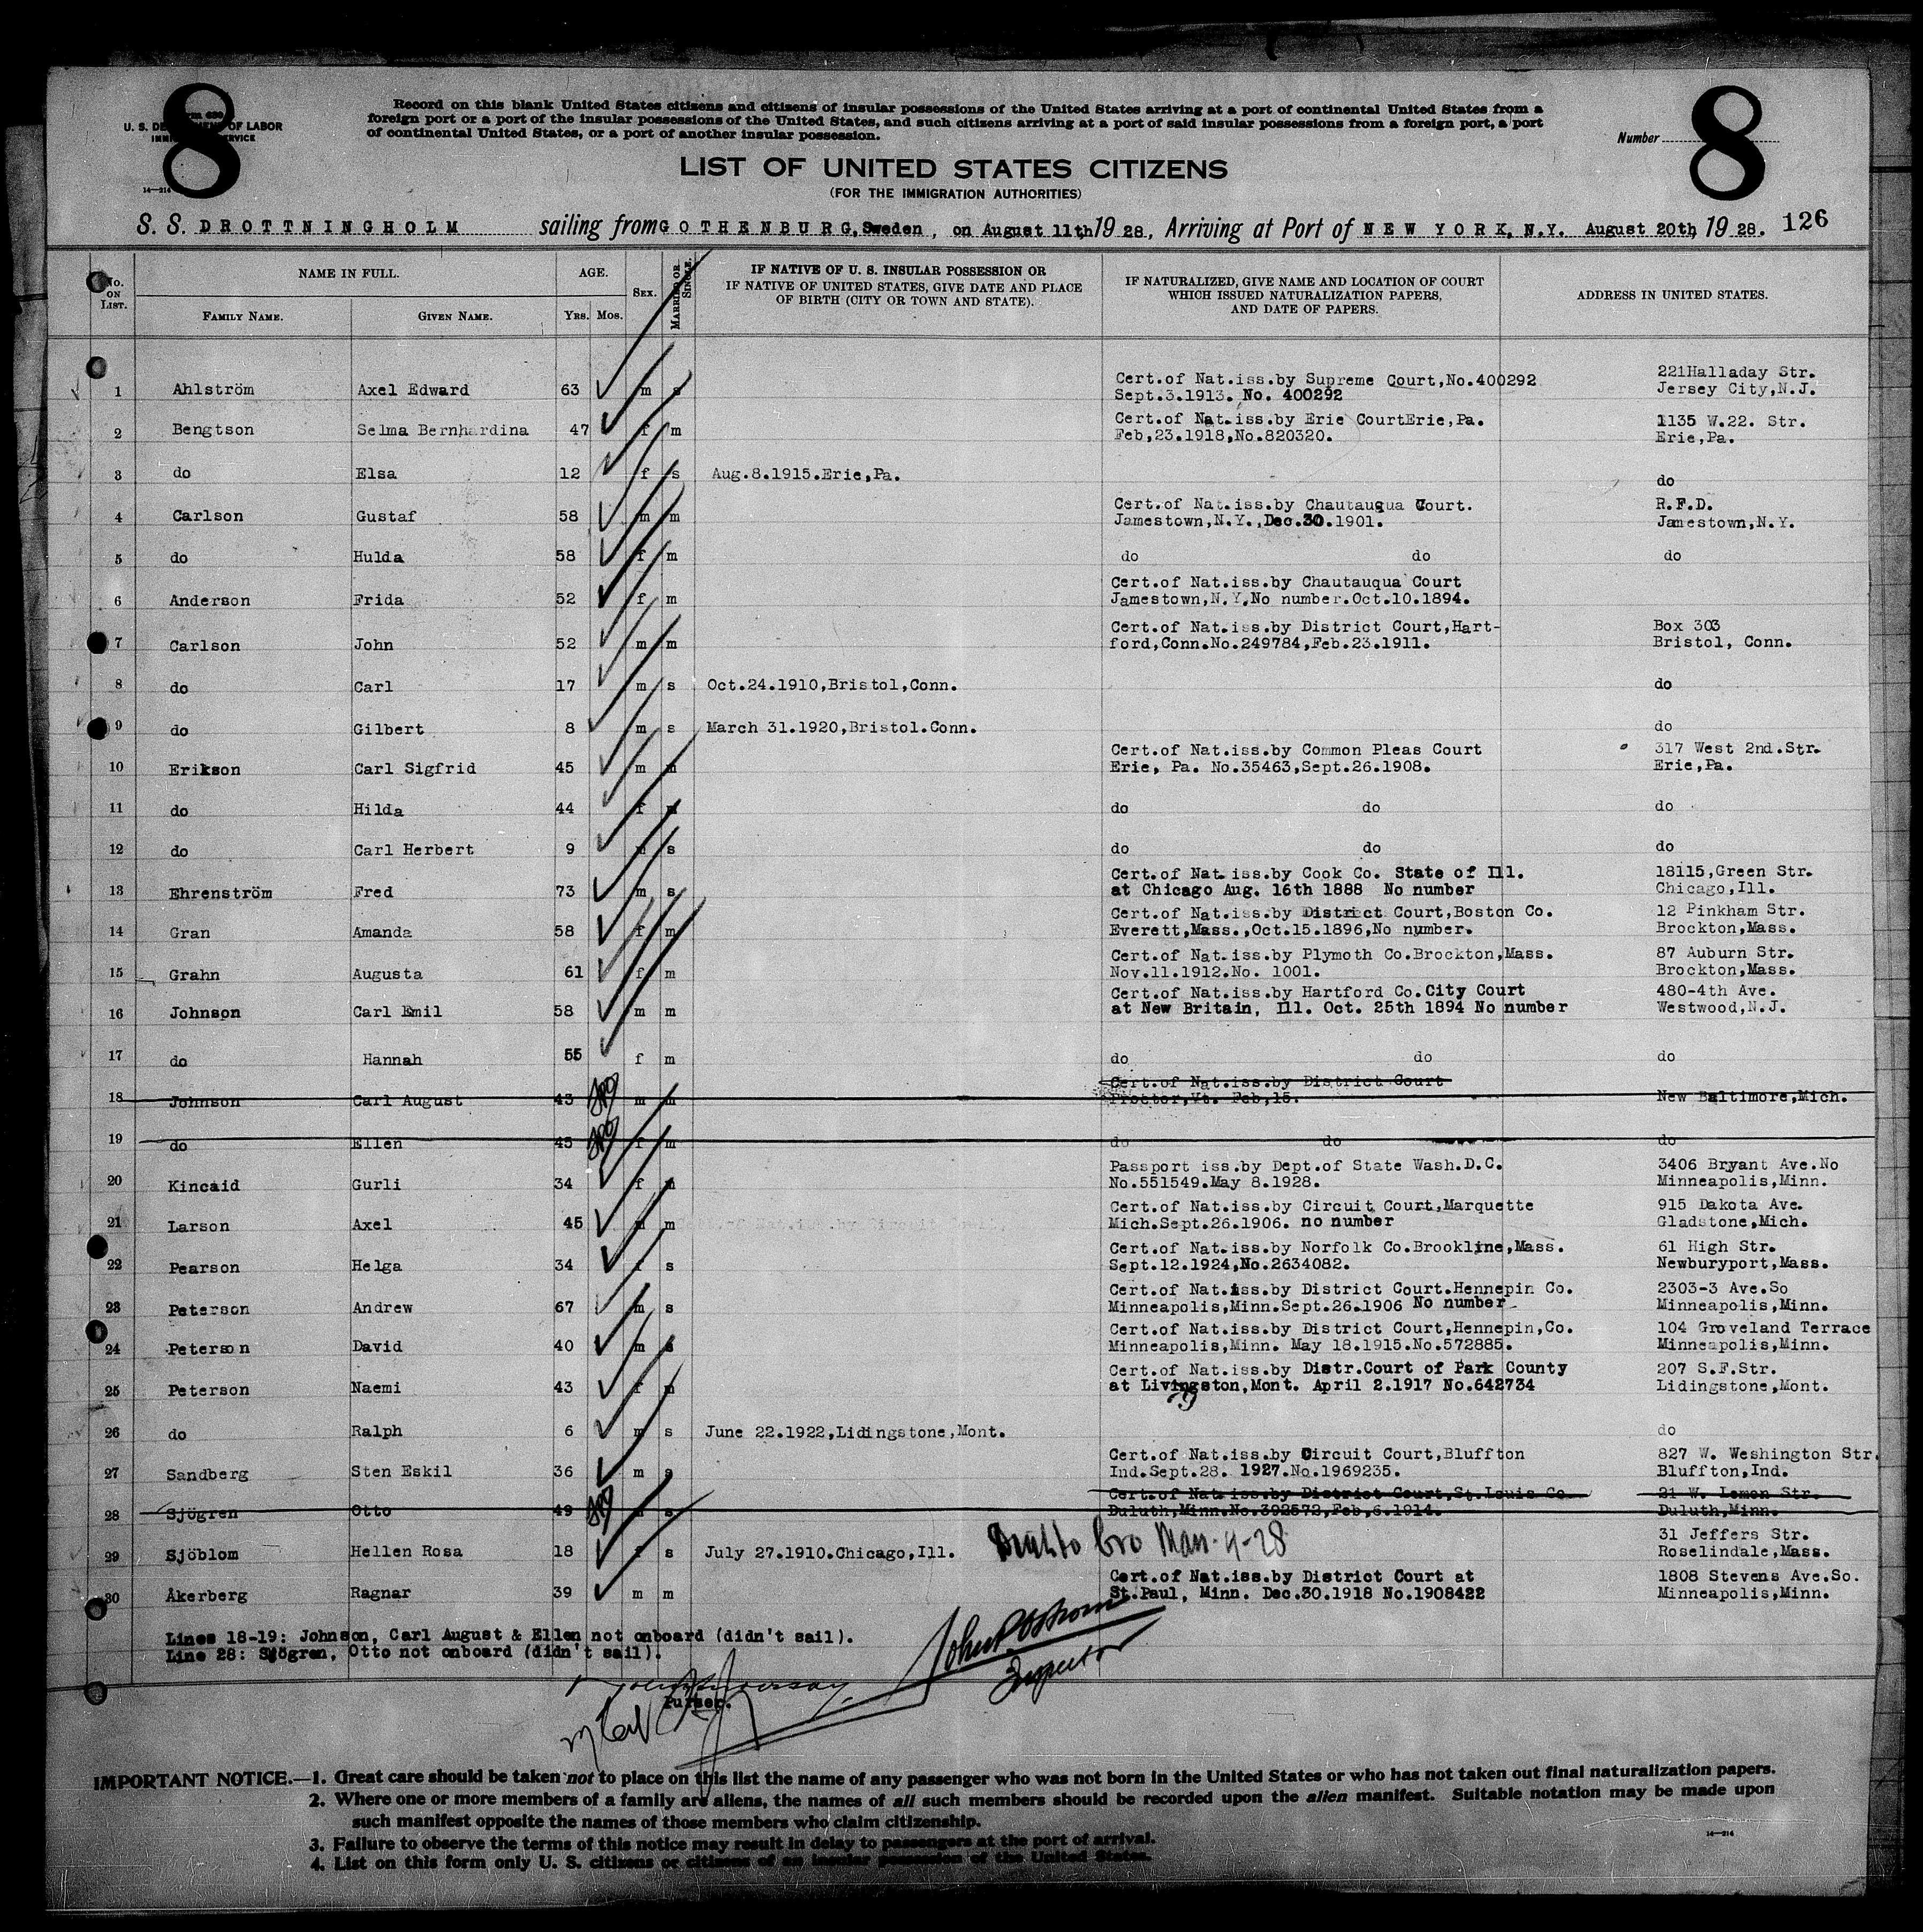 8
8
U. S. DEPARTMENT OF LABOR
IMMIGRATION SERVICE
14—214
Record on this blank United States citizens and citizens of insular possessions of the United States arriving at a port of continental United States from a
foreign port or a port of the insular possessions of the United States, and such citizens arriving at a port of said insular possessions from a foreign port, a port
of continental United States, or a port of another insular possession.
Number
LIST OF UNITED STATES CITIZENS
(FOR THE IMMIGRATION AUTHORITIES)
S. S. DROTTNINGHOLM sailing from GOTHENBURG, Sweden, on August 11th 19 28, Arriving at Port of NEW YORK, N.Y. August 20th, 19 28. 126
No. ON LIST. NAME IN FULL. AGE. SEX. MARRIED OR SINGLE. IF NATIVE OF U. S. INSULAR POSSESSION OR IF NATIVE OF UNITED STATES, GIVE DATE AND PLACE OF BIRTH (CITY OR TOWN AND STATE). IF NATURALIZED, GIVE NAME AND LOCATION OF COURT WHICH ISSUED NATURALIZATION PAPERS, AND DATE OF PAPERS. ADDRESS IN UNITED STATES.
FAMILY NAME. GIVEN NAME. YRS. MOS.
Cert.of Nat.iss.by Supreme Court,No.400292 221Halladay Str.
1 Ahlström Axel Edward 63 m s Sept.3.1913. No. 400292 Jersey City,N.J.
Cert.of Nat.iss.by Erie CourtErie,Pa. 1135 W.22. Str.
2 Bengtson Selma Bernhardina 47 f m Feb,23.1918,No.820320. Erie,Pa.
3 do Elsa 12 f s Aug.8.1915.Erie,Pa. do
Cert.of Nat.iss.by Chautauqua Court. R.F.D.
4 Carlson Gustaf 58 m m Jamestown,N.Y.,Dec.30.1901. Jamestown,N.Y.
5 do Hulda 58 f m do do do
Cert.of Nat.iss.by Chautauqua Court
6 Anderson Frida 52 f m Jamestown,N.Y.No number.Oct.10.1894.
Cert.of Nat.iss.by District Court,Hart- Box 303
7 Carlson John 52 m m ford,Conn.No.249784,Feb.23.1911. Bristol, Conn.
8 do Carl 17 m s Oct.24.1910,Bristol,Conn. do
9 do Gilbert 8 m s March 31.1920,Bristol.Conn. do
Cert.of Nat.iss.by Common Pleas Court 317 West 2nd.Str.
10 Erikson Carl Sigfrid 45 m m Erie, Pa. No.35463,Sept.26.1908. Erie,Pa.
11 do Hilda 44 f m do do do
12 do Carl Herbert 9 m s do do do
Cert.of Nat.iss.by Cook Co. State of Ill. 18115,Green Str.
13 Ehrenström Fred 73 m s at Chicago Aug. 16th 1888 No number Chicago,Ill.
Cert.of Nat.iss.by District Court,Boston Co. 12 Pinkham Str.
14 Gran Amanda 58 f m Everett,Mass.,Oct.15.1896,No number. Brockton,Mass.
Cert.of Nat.iss.by Plymoth Co.Brockton,Mass. 87 Auburn Str.
15 Grahn Augusta 61 f m Nov.11.1912.No. 1001. Brockton,Mass.
Cert.of Nat.iss.by Hartford Co.City Court 480-4th Ave.
16 Johnson Carl Emil 58 m m at New Britain, Ill. Oct. 25th 1894 No number Westwood,N.J.
17 do Hannah 55 f m do do do
Cert.of Nat.iss.by District Court
18 Johnson Carl August 43 m m Proctor,Vt. Feb,15. New Baltimore,Mich.
19 do Ellen 45 f m do do do
Passport iss.by Dept.of State Wash.D.C. 3406 Bryant Ave.No
20 Kincaid Gurli 34 f m No.551549.May 8.1928. Minneapolis,Minn.
Cert.of Nat.iss.by Circuit Court,Marquette 915 Dakota Ave.
21 Larson Axel 45 m m Mich.Sept.26.1906. no number Gladstone,Mich.
Cert.of Nat.iss.by Norfolk Co.Brookline,Mass. 61 High Str.
22 Pearson Helga 34 f s Sept.12.1924,No.2634082. Newburyport,Mass.
Cert.of Nat.iss.by District Court.Hennepin Co. 2303-3 Ave.So
23 Peterson Andrew 67 m s Minneapolis,Minn.Sept.26.1906 No number Minneapolis,Minn.
Cert.of Nat.iss.by District Court,Hennepin,Co. 104 Groveland Terrace
24 Peterson David 40 m s Minneapolis,Minn. May 18.1915.No.572885. Minneapolis,Minn.
Cert.of Nat.iss.by Distr.Court of Park County 207 S.F.Str.
25 Peterson Naemi 43 f m at Livingston,Mont. April 2.1917 No.642734 Lidingstone,Mont.
26 do Ralph 6 m s June 22.1922,Lidingstone,Mont. do
Cert.of Nat.iss.by Circuit Court,Bluffton 827 W. Weshington Str.
27 Sandberg Sten Eskil 36 m s Ind.Sept.28. 1927.No.1969235. Bluffton,Ind.
Cert.of Nat.iss.by District Court,St.Louis Co. 21 W. Lemon Str.
28 Sjögren Otto 49 s Duluth,Minn.No.392572,Feb,6.1914. Duluth,Minn.
31 Jeffers Str.
29 Sjöblom Hellen Rosa 18 f s July 27.1910.Chicago,Ill. Mar-9-28 Roselindale,Mass.
Cert.of Nat.iss.by District Court at 1808 Stevens Ave.So.
30 Åkerberg Ragnar 39 m m St.Paul, Minn. Dec.30.1918 No.1908422 Minneapolis,Minn.
Lines 18-19: Johnson, Carl August & Ellen not onboard (didn't sail).
Line 28: Sjögren, Otto not onboard (didn't sail).
Inspector
Purser.
IMPORTANT NOTICE.—1. Great care should be taken not to place on this list the name of any passenger who was not born in the United States or who has not taken out final naturalization papers.
2. Where one or more members of a family are aliens, the names of all such members should be recorded upon the alien manifest. Suitable notation may be made upon
such manifest opposite the names of those members who claim citizenship.
3. Failure to observe the terms of this notice may result in delay to passengers at the port of arrival.
4. List on this form only U. S. citizens or citizens of an insular possession of the United States.
14—214